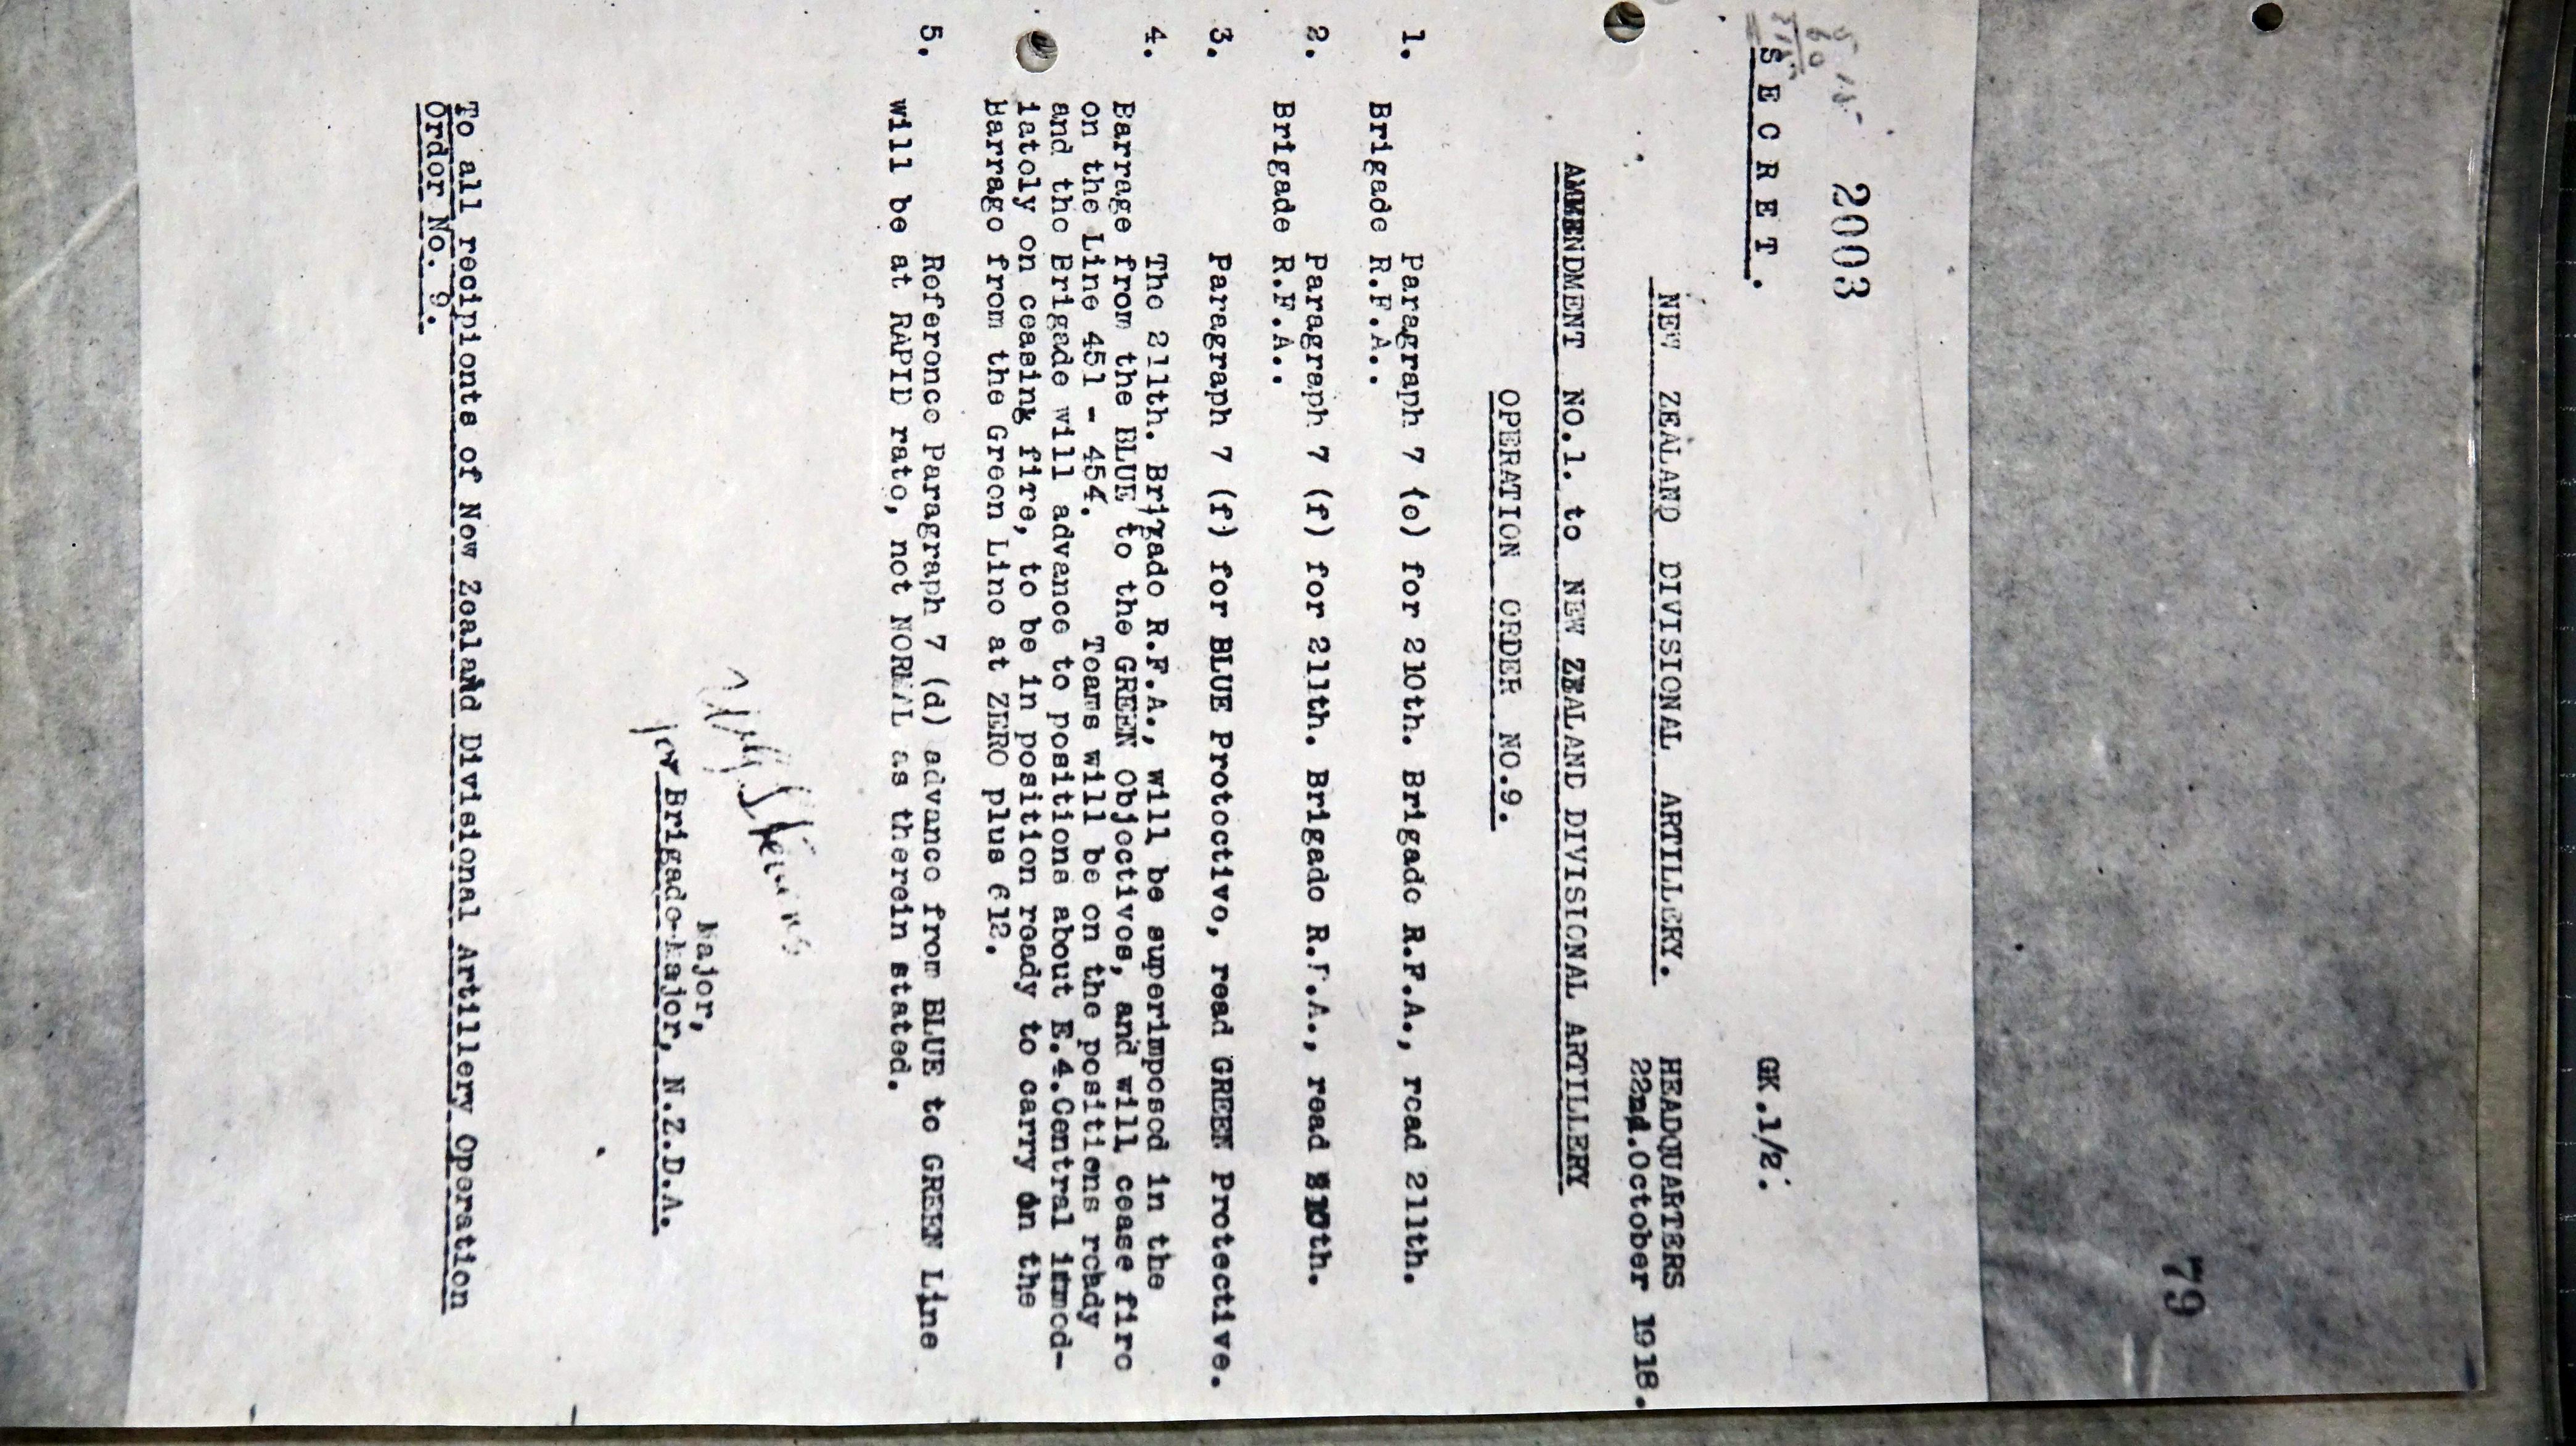 79
2003
S E C R E T.
GK.1/2.
NEW ZEALAND DIVISIONAL ARTILLERY.
HEADQUARTERS
22nd.October 1918.
AMMENDMENT NO.1. to NEW ZEALAND DIVISIONAL ARTILLERY
OPERATION ORDER NO.9.
1. Paragraph 7 (e) for 210th. Brigade R.F.A., read 211th.
Brigade R.F.A..
2. Paragraph 7 (f) for 211th. Brigade R.F.A., read 210th.
Brigade R.F.A..
3. Paragraph 7 (f) for BLUE Protective, read GREEN Protective.
4. The 211th. Brigade R.F.A., will be superimposed in the
Barrage from the BLUE to the GREEN Objectives, and will cease fire
on the Line 451 - 454. Teams will be on the positions ready
and the Brigade will advance to positions about E.4.Central immed-
iately on ceasing fire, to be in position ready to carry on the
Barrage from the Green Line at ZERO plus 612.
5. Reference Paragraph 7 (d) advance from BLUE to GREEN Line
will be at RAPID rate, not NORMAL as therein stated.
Major,
for Brigade-Major, N.Z.D.A.
To all recipients of New Zealand Divisional Artillery Operation
Order No. 9.